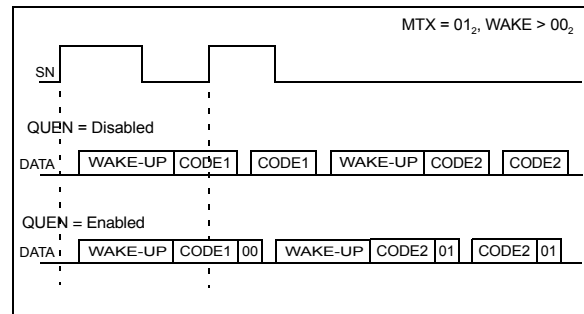 MTX = 01₂, WAKE > 00₂
SN
QUEN = Disabled
DATA WAKE-UP CODE1 CODE1 WAKE-UP CODE2 CODE2
QUEN = Enabled
DATA WAKE-UP CODE1 00 WAKE-UP CODE2 01 CODE2 01